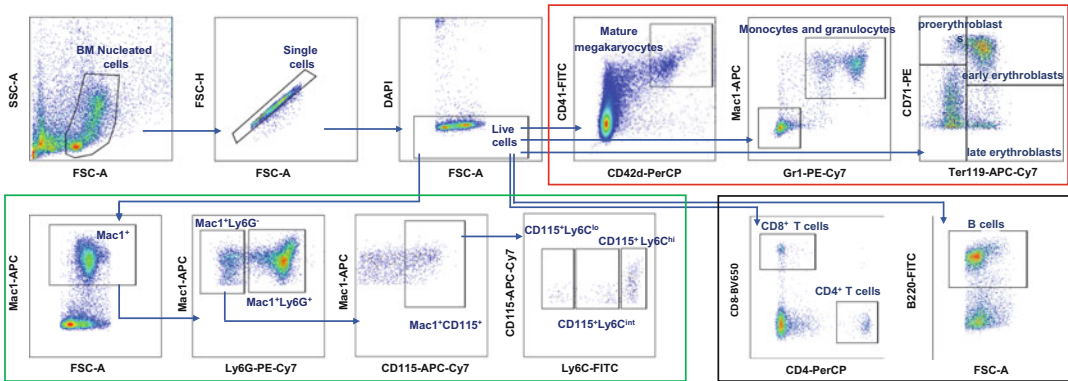 SSC-A
BM Nucleated
cells
FSC-A
FSC-H
Single
cells
FSC-A
DAPI
Live
cells
FSC-A
CD41-FITC
Mature
megakaryocytes
CD42d-PerCP
Mac1-APC
Monocytes and granulocytes
Gr1-PE-Cy7
CD71-PE
proerythroblast
s
early erythroblasts
late erythroblasts
Ter119-APC-Cy7
Mac1-APC
Mac1⁺
FSC-A
Mac1-APC
Mac1⁺Ly6G⁻
Mac1⁺Ly6G⁺
Ly6G-PE-Cy7
Mac1-APC
Mac1⁺CD115⁺
CD115-APC-Cy7
CD115-APC-Cy7
CD115⁺Ly6Cˡᵒ
CD115⁺ Ly6Cʰⁱ
CD115⁺Ly6Cⁱⁿᵗ
Ly6C-FITC
CD8-BV650
CD8⁺ T cells
CD4⁺ T cells
CD4-PerCP
B220-FITC
B cells
FSC-A